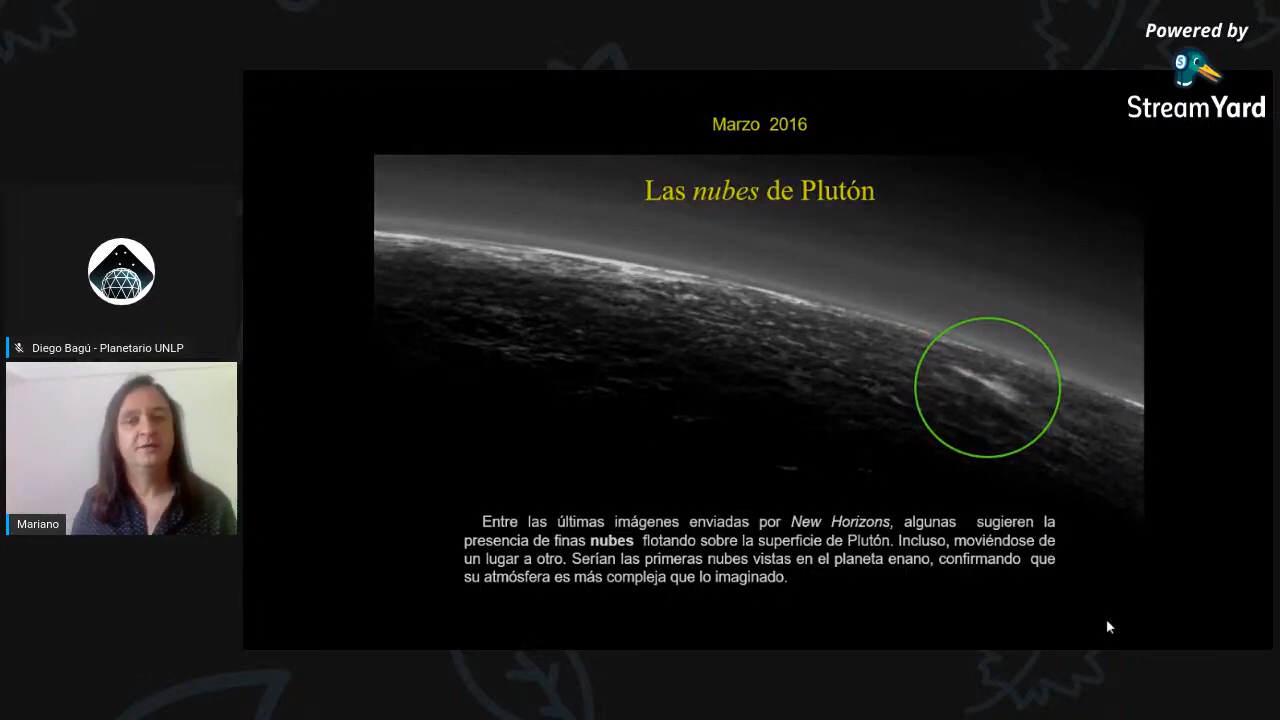 Powered by
StreamYard
Marzo 2016
Las nubes de Plutón
Diego Bagú - Planetario UNLP
Mariano
Entre las últimas imágenes enviadas por New Horizons, algunas sugieren la
presencia de finas nubes flotando sobre la superficie de Plutón. Incluso, moviéndose de
un lugar a otro. Serían las primeras nubes vistas en el planeta enano, confirmando que
su atmósfera es más compleja que lo imaginado.